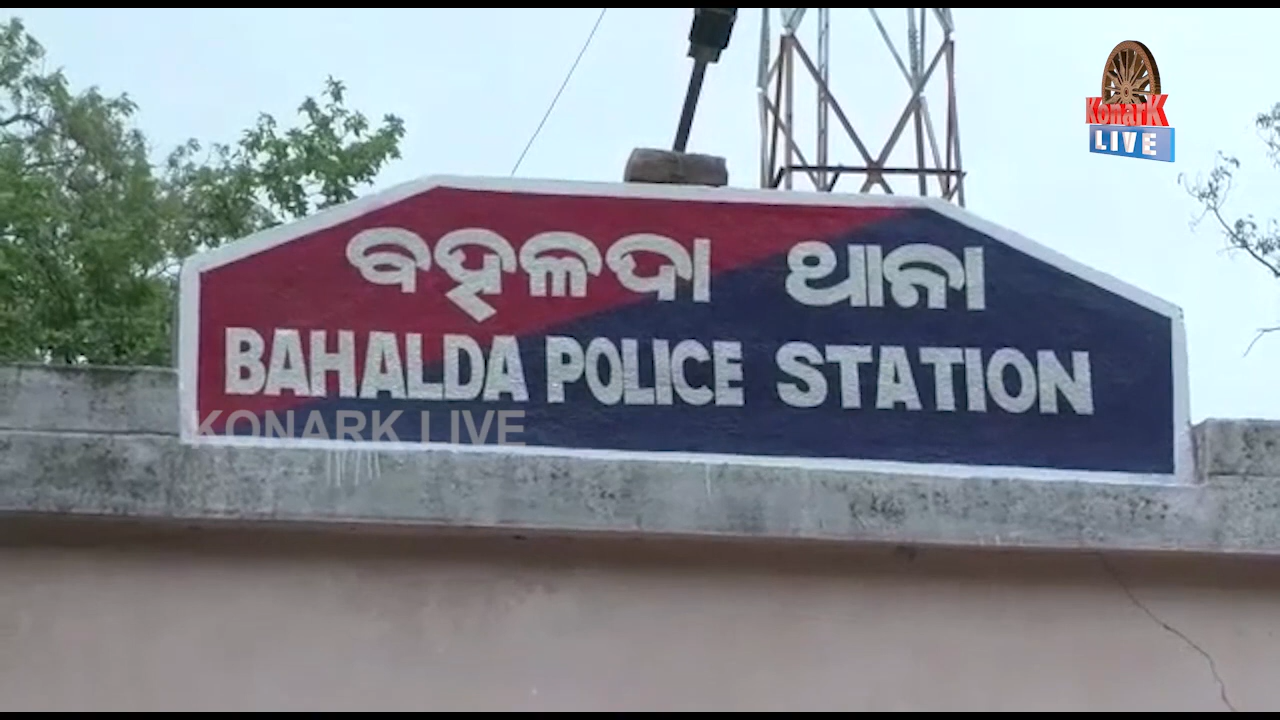 KonarK
LIVE
ବହଳଦା ଥାନା
BAHALDA POLICE STATION
KONARK LIVE